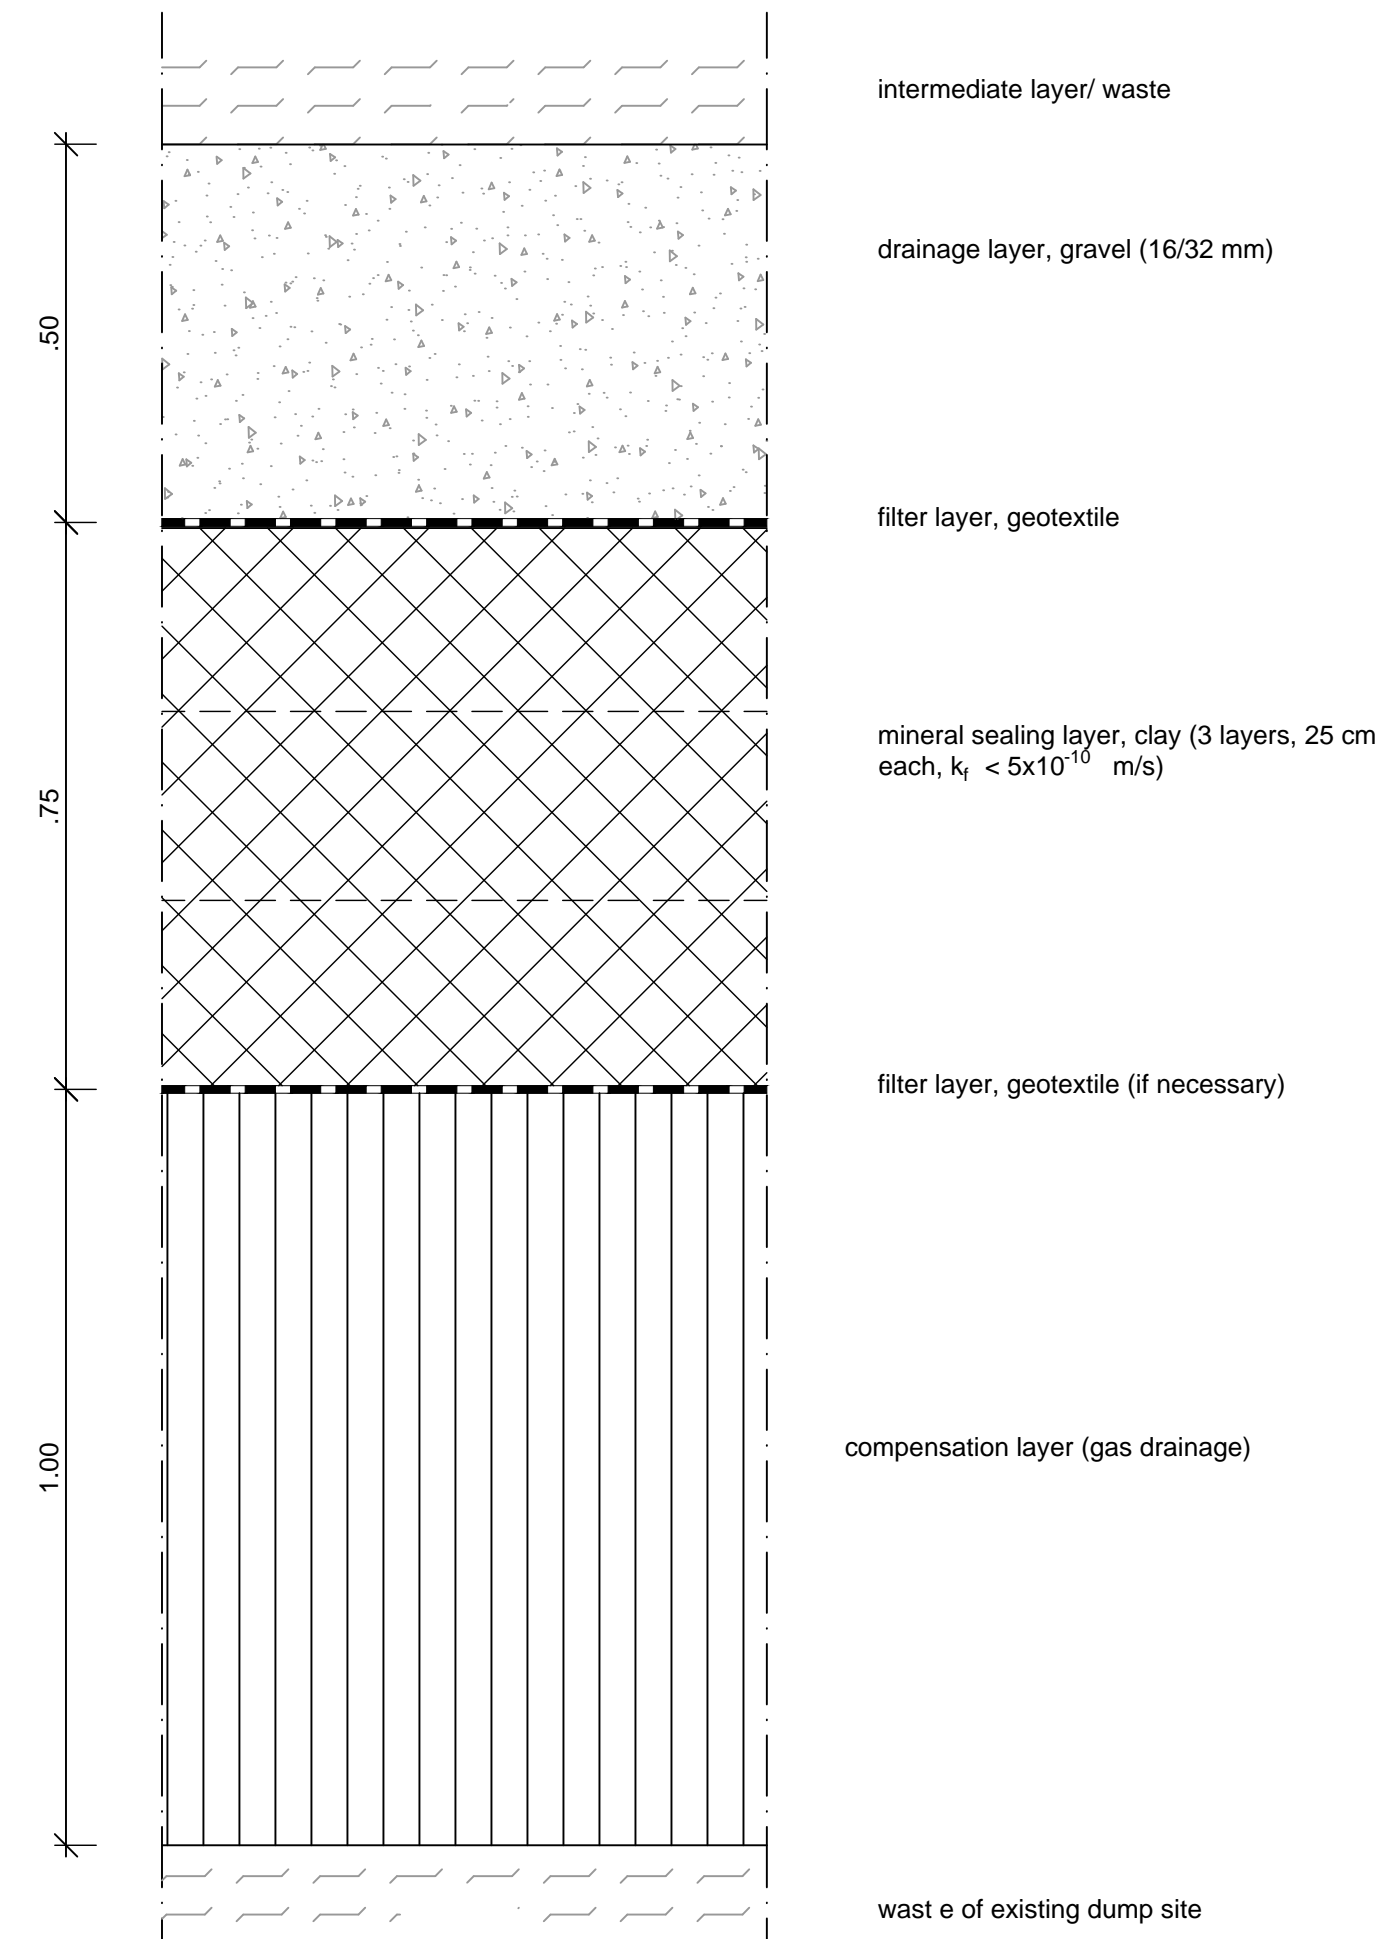 intermediate layer/ waste
drainage layer, gravel (16/32 mm)
.50
filter layer, geotextile
mineral sealing layer, clay (3 layers, 25 cm
each, k_f < 5x10^-10 m/s)
.75
filter layer, geotextile (if necessary)
compensation layer (gas drainage)
1.00
wast e of existing dump site